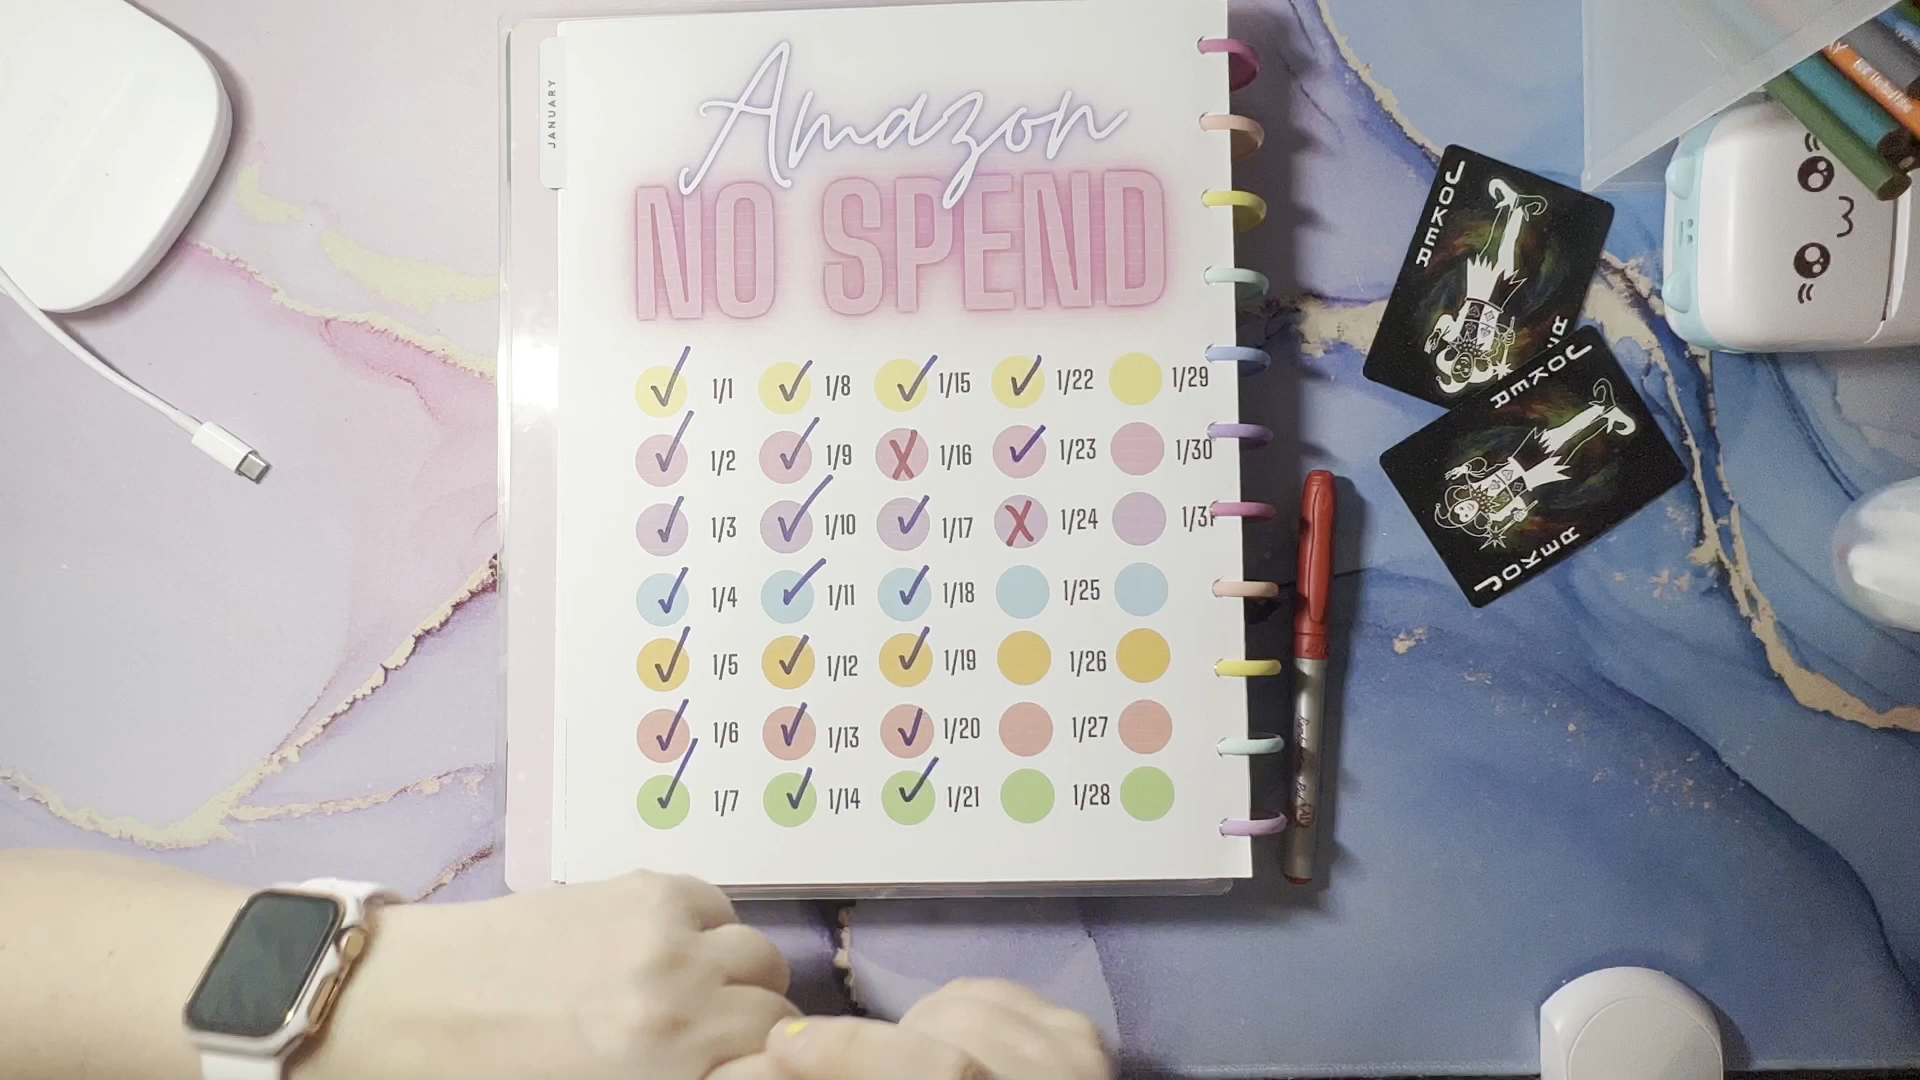 JANUARY
Amazon
NO SPEND
1/1 1/8 1/15 1/22 1/29
1/2 1/9 X 1/16 1/23 1/30
1/3 1/10 1/17 X 1/24 1/31
1/4 1/11 1/18 1/25
1/5 1/12 1/19 1/26
1/6 1/13 1/20 1/27
1/7 1/14 1/21 1/28
JOKER
JOKER
JOKER